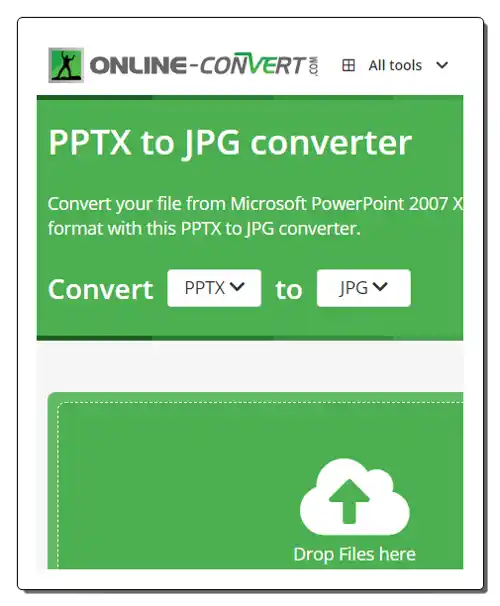 ONLINE-CONVERT.COM
All tools
PPTX to JPG converter
Convert your file from Microsoft PowerPoint 2007 X
format with this PPTX to JPG converter.
Convert PPTX to JPG
Drop Files here